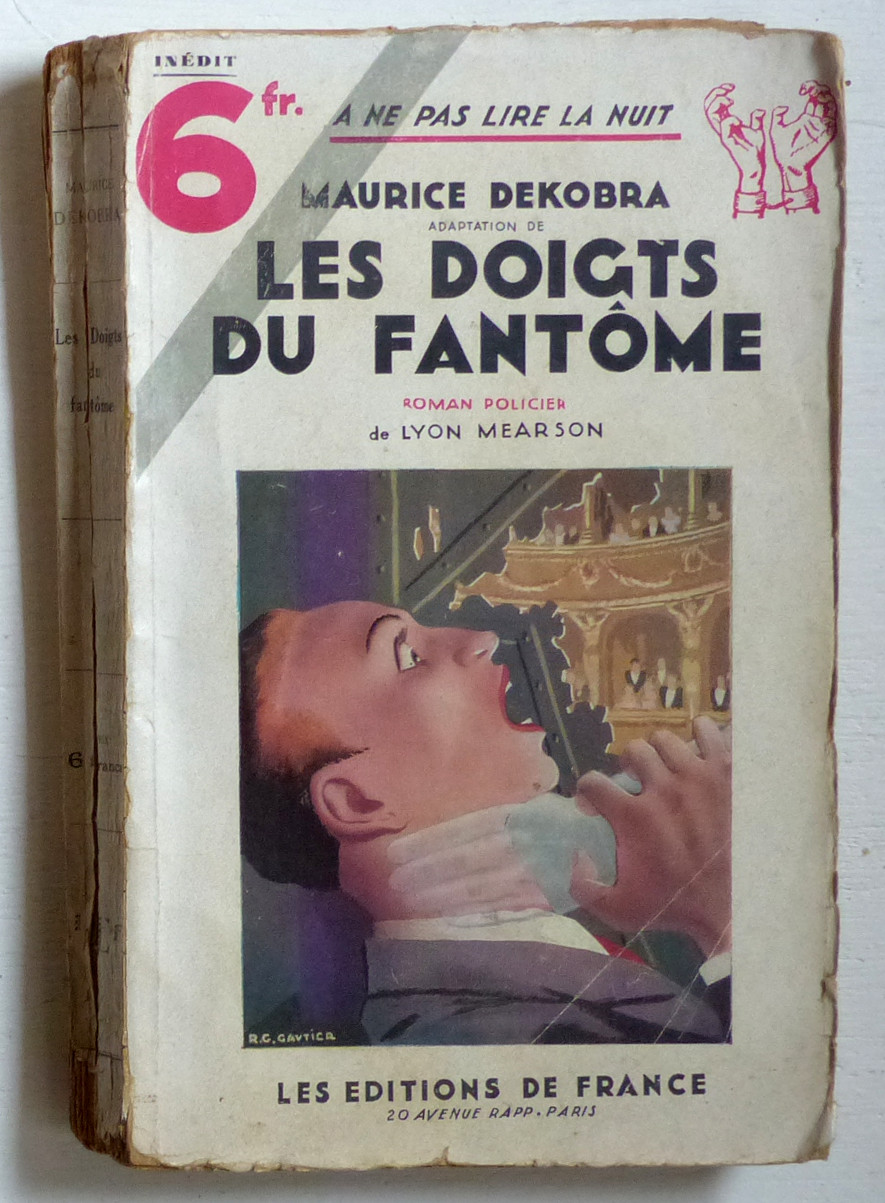 INÉDIT
6 fr.
A NE PAS LIRE LA NUIT
MAURICE DEKOBRA
ADAPTATION DE
LES DOIGTS
DU FANTÔME
ROMAN POLICIER
de LYON MEARSON
R.G. GAVTIER
LES EDITIONS DE FRANCE
20 AVENUE RAPP. PARIS
MAURICE
DEKOBRA
Les Doigts
du
fantôme
6 francs